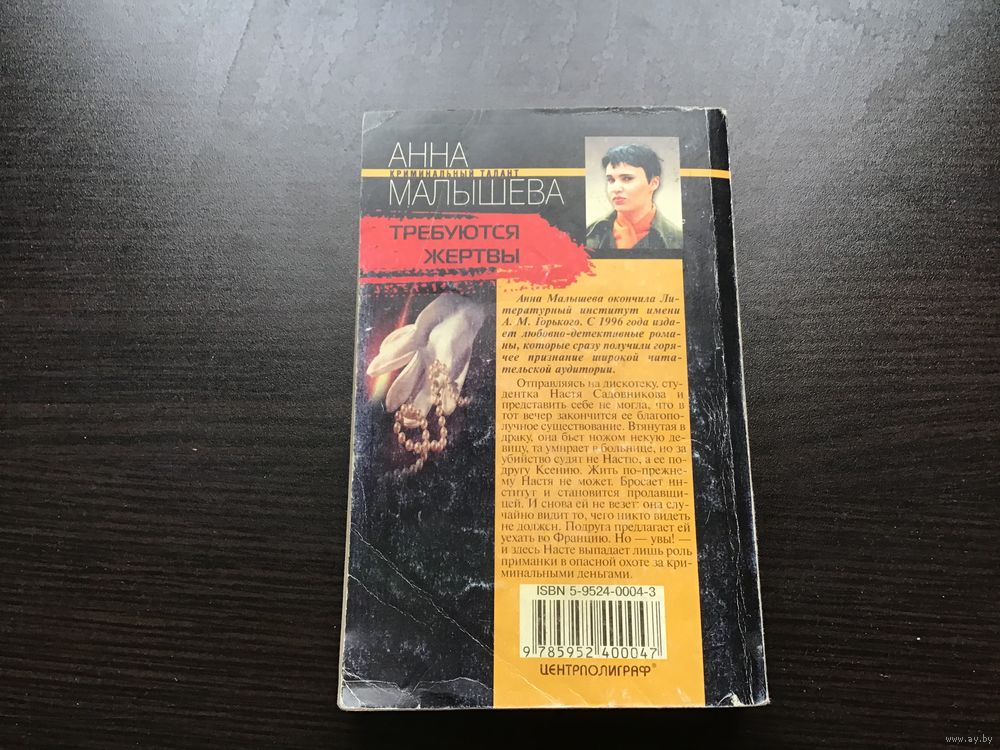 АННА
КРИМИНАЛЬНЫЙ ТАЛАНТ
МАЛЫШЕВА
ТРЕБУЮТСЯ
ЖЕРТВЫ
Анна Малышева окончила Ли-
тературный институт имени
А. М. Горького. С 1996 года изда-
ет любовно-детективные рома-
ны, которые сразу получили горя-
чее признание широкой чита-
тельской аудитории.
Отправляясь на дискотеку, сту-
дентка Настя Садовникова и
представить себе не могла, что в
тот вечер закончится ее благопо-
лучное существование. Втянутая в
драку, она бьет ножом некую де-
вицу, та умирает в больнице, но за
убийство судят не Настю, а ее по-
другу Ксению. Жить по-прежне-
му Настя не может. Бросает ин-
ститут и становится продавщи-
цей. И снова ей не везет: она слу-
чайно видит то, чего никто видеть
не должен. Подруга предлагает ей
уехать во Францию. Но — увы! —
и здесь Насте выпадает лишь роль
приманки в опасной охоте за кри-
минальными деньгами.
ISBN 5-9524-0004-3
9 785952 400047
ЦЕНТРПОЛИГРАФ®
www.ay.by